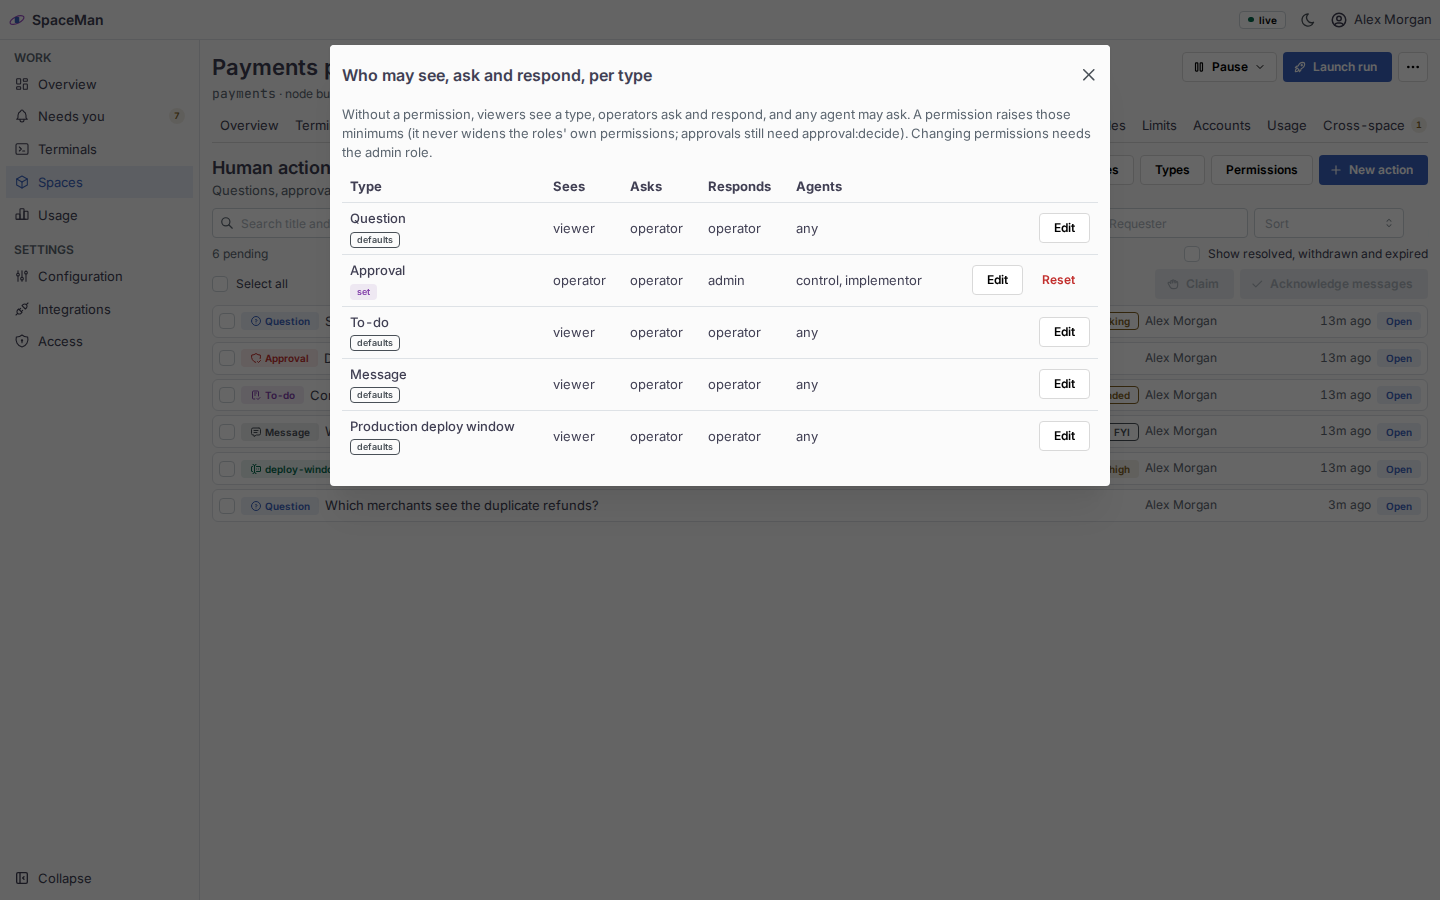 SpaceMan
live
Alex Morgan
WORK
Overview
Needs you 7
Terminals
Spaces
Usage
SETTINGS
Configuration
Integrations
Access
Collapse
Payments
payments · node
Pause
Launch run
Overview
Limits Accounts Usage Cross-space 1
Human action
Questions,
Types
Permissions
New action
Search title and
Requester
Sort
6 pending
Show resolved, withdrawn and expired
Select all
Claim
Acknowledge messages
Question
Alex Morgan 13m ago Open
Approval
Alex Morgan 13m ago Open
To-do
Alex Morgan 13m ago Open
Message
FYI Alex Morgan 13m ago Open
high Alex Morgan 13m ago Open
Question Which merchants see the duplicate refunds? Alex Morgan 3m ago Open
Who may see, ask and respond, per type
Without a permission, viewers see a type, operators ask and respond, and any agent may ask. A permission raises those
minimums (it never widens the roles' own permissions; approvals still need approval:decide). Changing permissions needs
the admin role.
Type Sees Asks Responds Agents
Question
defaults
viewer operator operator any Edit
Approval
set
operator operator admin control, implementor Edit Reset
To-do
defaults
viewer operator operator any Edit
Message
defaults
viewer operator operator any Edit
Production deploy window
defaults
viewer operator operator any Edit